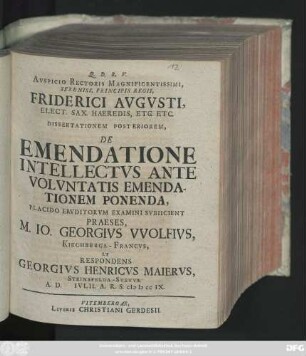 Q. D. B. V.
AVSPICIO RECTORIS MAGNIFICENTISSIMI,
SERENISS. PRINCIPIS REGII,
FRIDERICI AVGVSTI,
ELECT. SAX. HAEREDIS, ETC ETC.
DISSERTATIONEM POSTERIOREM,
DE
EMENDATIONE
INTELLECTVS ANTE
VOLVNTATIS EMENDA-
TIONEM PONENDA,
PLACIDO ERVDITORVM EXAMINI SVBIICIENT
PRAESES,
M. IO. GEORGIVS VVOLFIVS,
KIRCHBERGA-FRANCVS,
ET
RESPONDENS
GEORGIVS HENRICVS MAIERVS,
A. D. IVLII. A. R. S. cIↄ Iↄ cc IX.
VITEMBERGAE,
LITERIS CHRISTIANI GERDESII